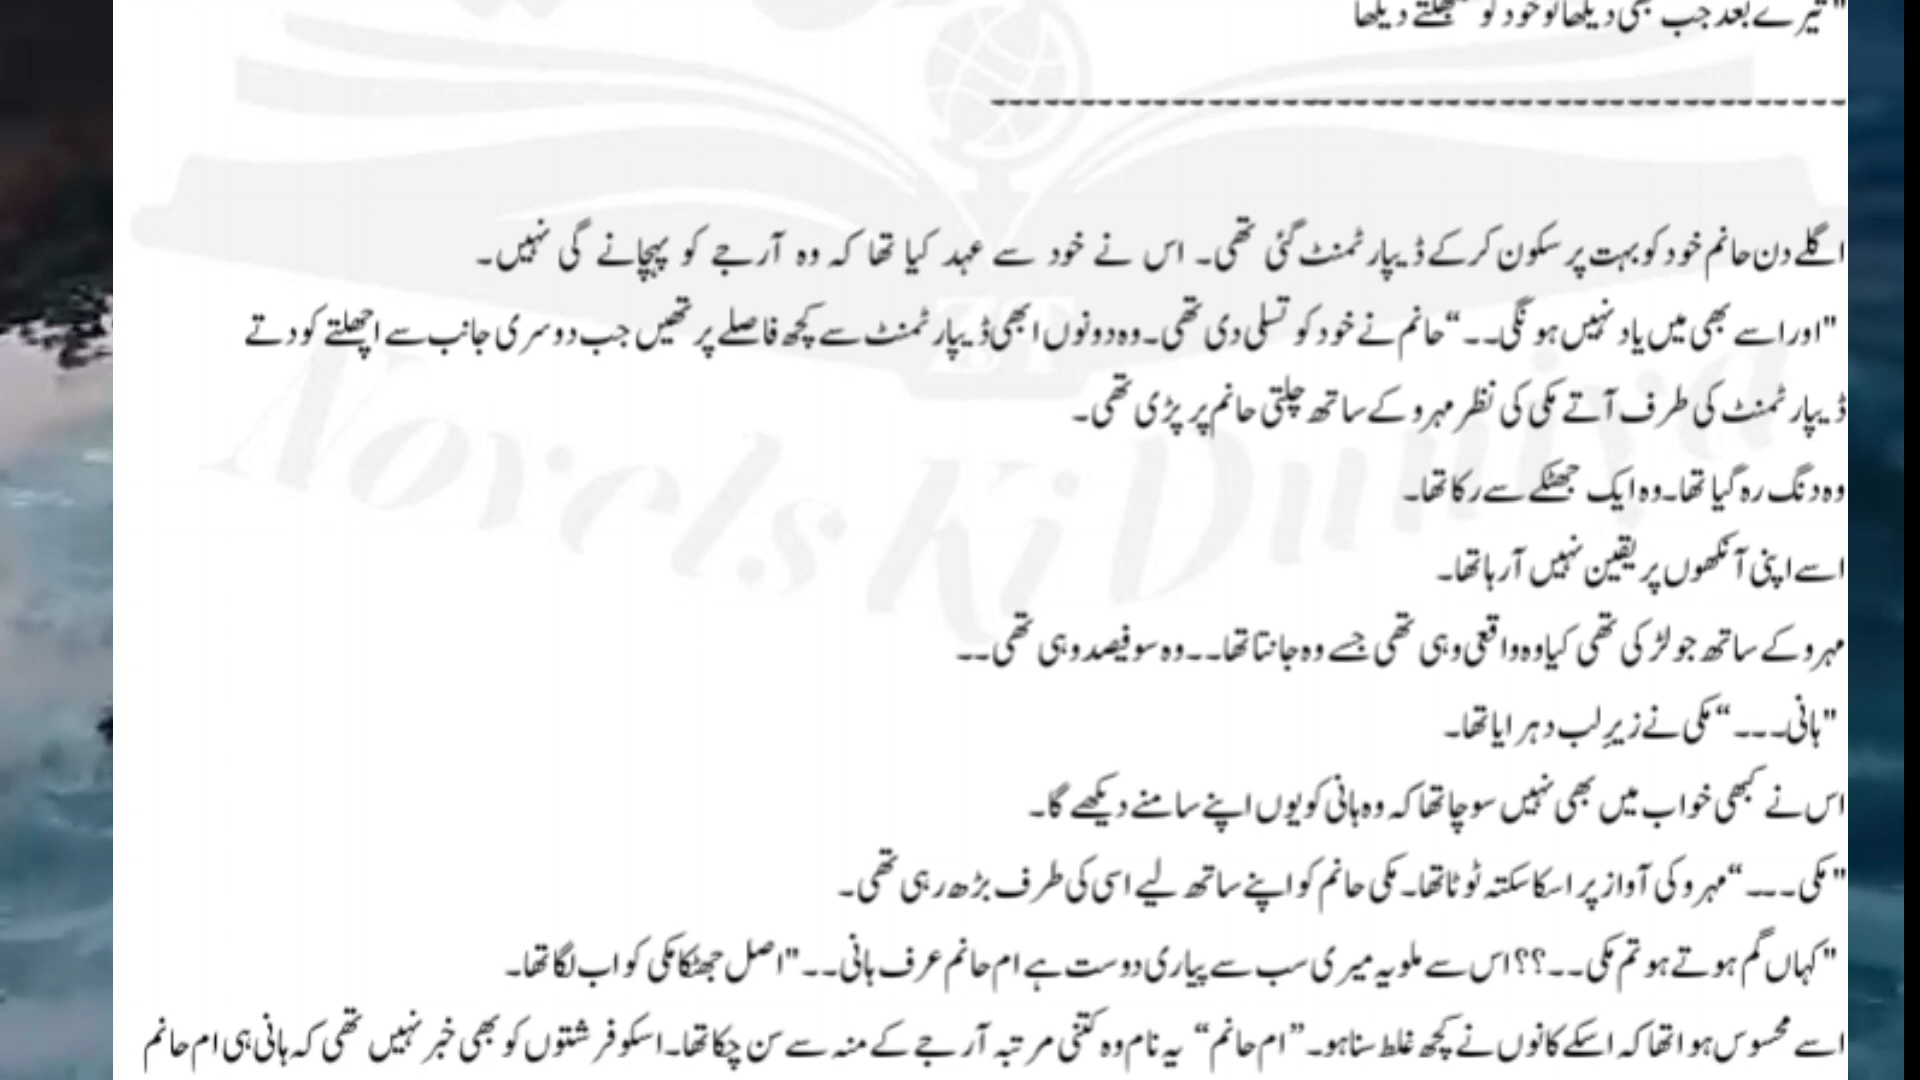 "تیرے بعد جب بھی دیکھا تو خود کو سنبھلتے دیکھا
---------------------------------------------------------
اگلے دن حانم خود کو بہت پر سکون کرکے ڈیپارٹمنٹ گئی تھی۔ اس نے خود سے عہد کیا تھا کہ وہ آرجے کو پہچانے گی نہیں۔
"اور اسے بھی میں یاد نہیں ہونگی۔۔“ حانم نے خود کو تسلی دی تھی۔ وہ دونوں ابھی ڈیپارٹمنٹ سے کچھ فاصلے پر تھیں جب دوسری جانب سے اچھلتے کودتے
ڈیپارٹمنٹ کی طرف آتے مکی کی نظر مہرو کے ساتھ چلتی حانم پر پڑی تھی۔
وہ دنگ رہ گیا تھا۔ وہ ایک جھٹکے سے رکا تھا۔
اسے اپنی آنکھوں پر یقین نہیں آرہا تھا۔
مہرو کے ساتھ جو لڑکی تھی کیا وہ واقعی وہی تھی جسے وہ جانتا تھا۔۔ وہ سو فیصد وہی تھی۔۔
"ہانی۔۔۔“ مکی نے زیرِ لب دہرایا تھا۔
اس نے کبھی خواب میں بھی نہیں سوچا تھا کہ وہ ہانی کو یوں اپنے سامنے دیکھے گا۔
"مکی۔۔۔“ مہرو کی آواز پر اسکا سکتہ ٹوٹا تھا۔ مکی حانم کو اپنے ساتھ لیے اسی کی طرف بڑھ رہی تھی۔
"کہاں گم ہوتے ہو تم مکی۔۔؟؟ اس سے ملو یہ میری سب سے پیاری دوست ہے ام حانم عرف ہانی۔۔" اصل جھٹکا مکی کو اب لگا تھا۔
اسے محسوس ہوا تھا کہ اسکے کانوں نے کچھ غلط سنا ہو۔ ”ام حانم“ یہ نام وہ کتنی مرتبہ آرجے کے منہ سے سن چکا تھا۔ اسکو فرشتوں کو بھی خبر نہیں تھی کہ ہانی ہی ام حانم
Novels Ki Duniya